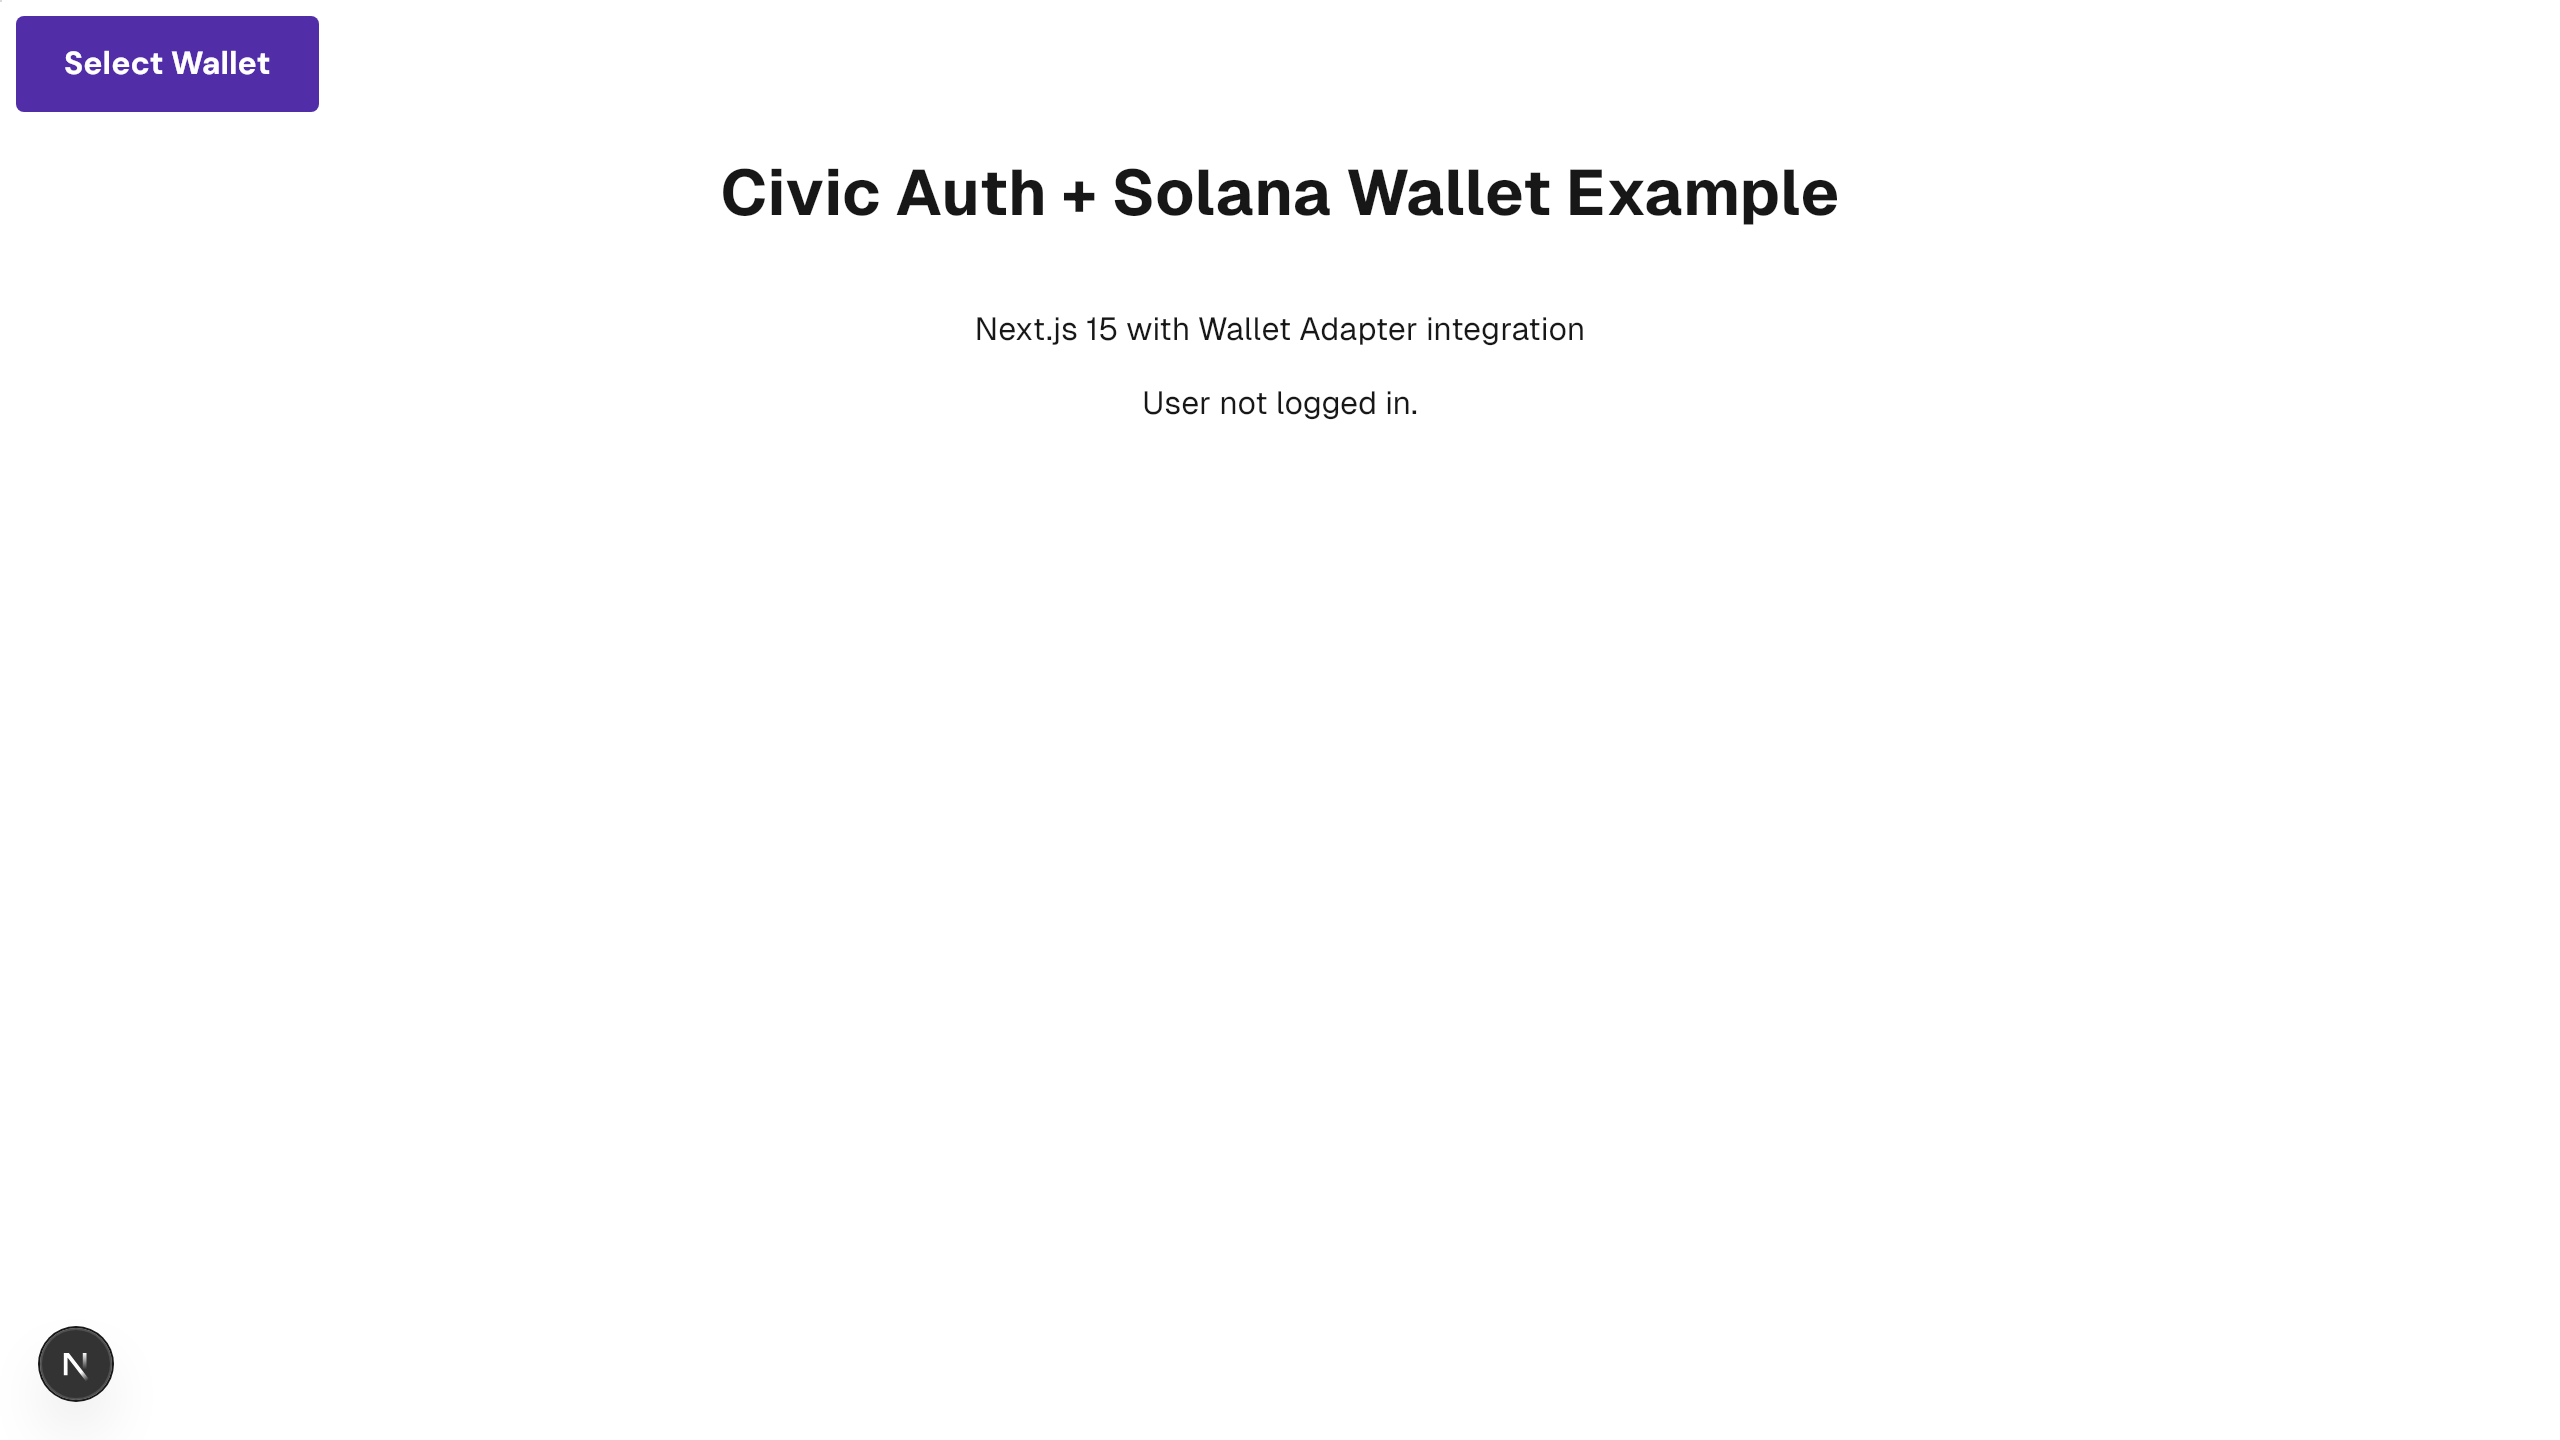 Select Wallet
Civic Auth + Solana Wallet Example
Next.js 15 with Wallet Adapter integration
User not logged in.
N